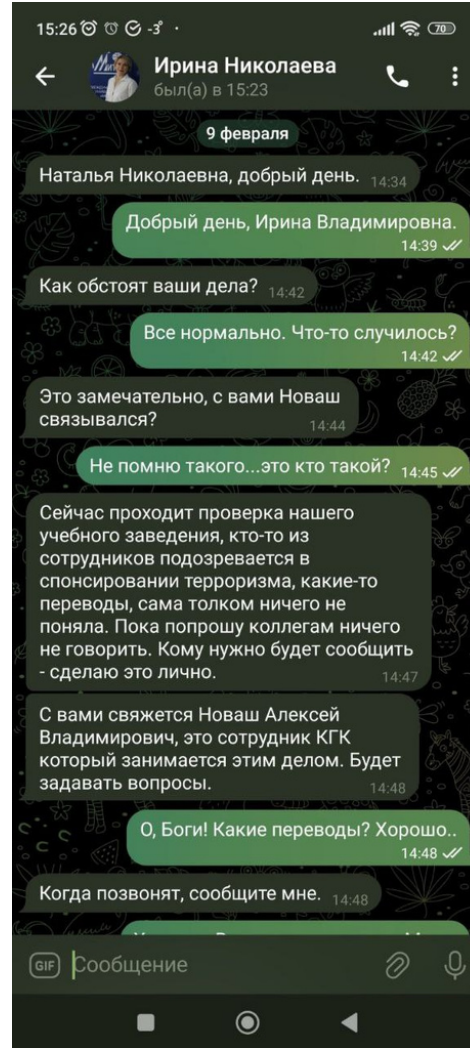 15:26 -3° 70
Ирина Николаева
был(а) в 15:23
9 февраля
Наталья Николаевна, добрый день. 14:34
Добрый день, Ирина Владимировна.
14:39
Как обстоят ваши дела? 14:42
Все нормально. Что-то случилось?
14:42
Это замечательно, с вами Новаш
связывался? 14:44
Не помню такого...это кто такой? 14:45
Сейчас проходит проверка нашего
учебного заведения, кто-то из
сотрудников подозревается в
спонсировании терроризма, какие-то
переводы, сама толком ничего не
поняла. Пока попрошу коллегам ничего
не говорить. Кому нужно будет сообщить
- сделаю это лично. 14:47
С вами свяжется Новаш Алексей
Владимирович, это сотрудник КГК
который занимается этим делом. Будет
задавать вопросы. 14:48
О, Боги! Какие переводы? Хорошо..
14:48
Когда позвонят, сообщите мне. 14:48
GIF Сообщение